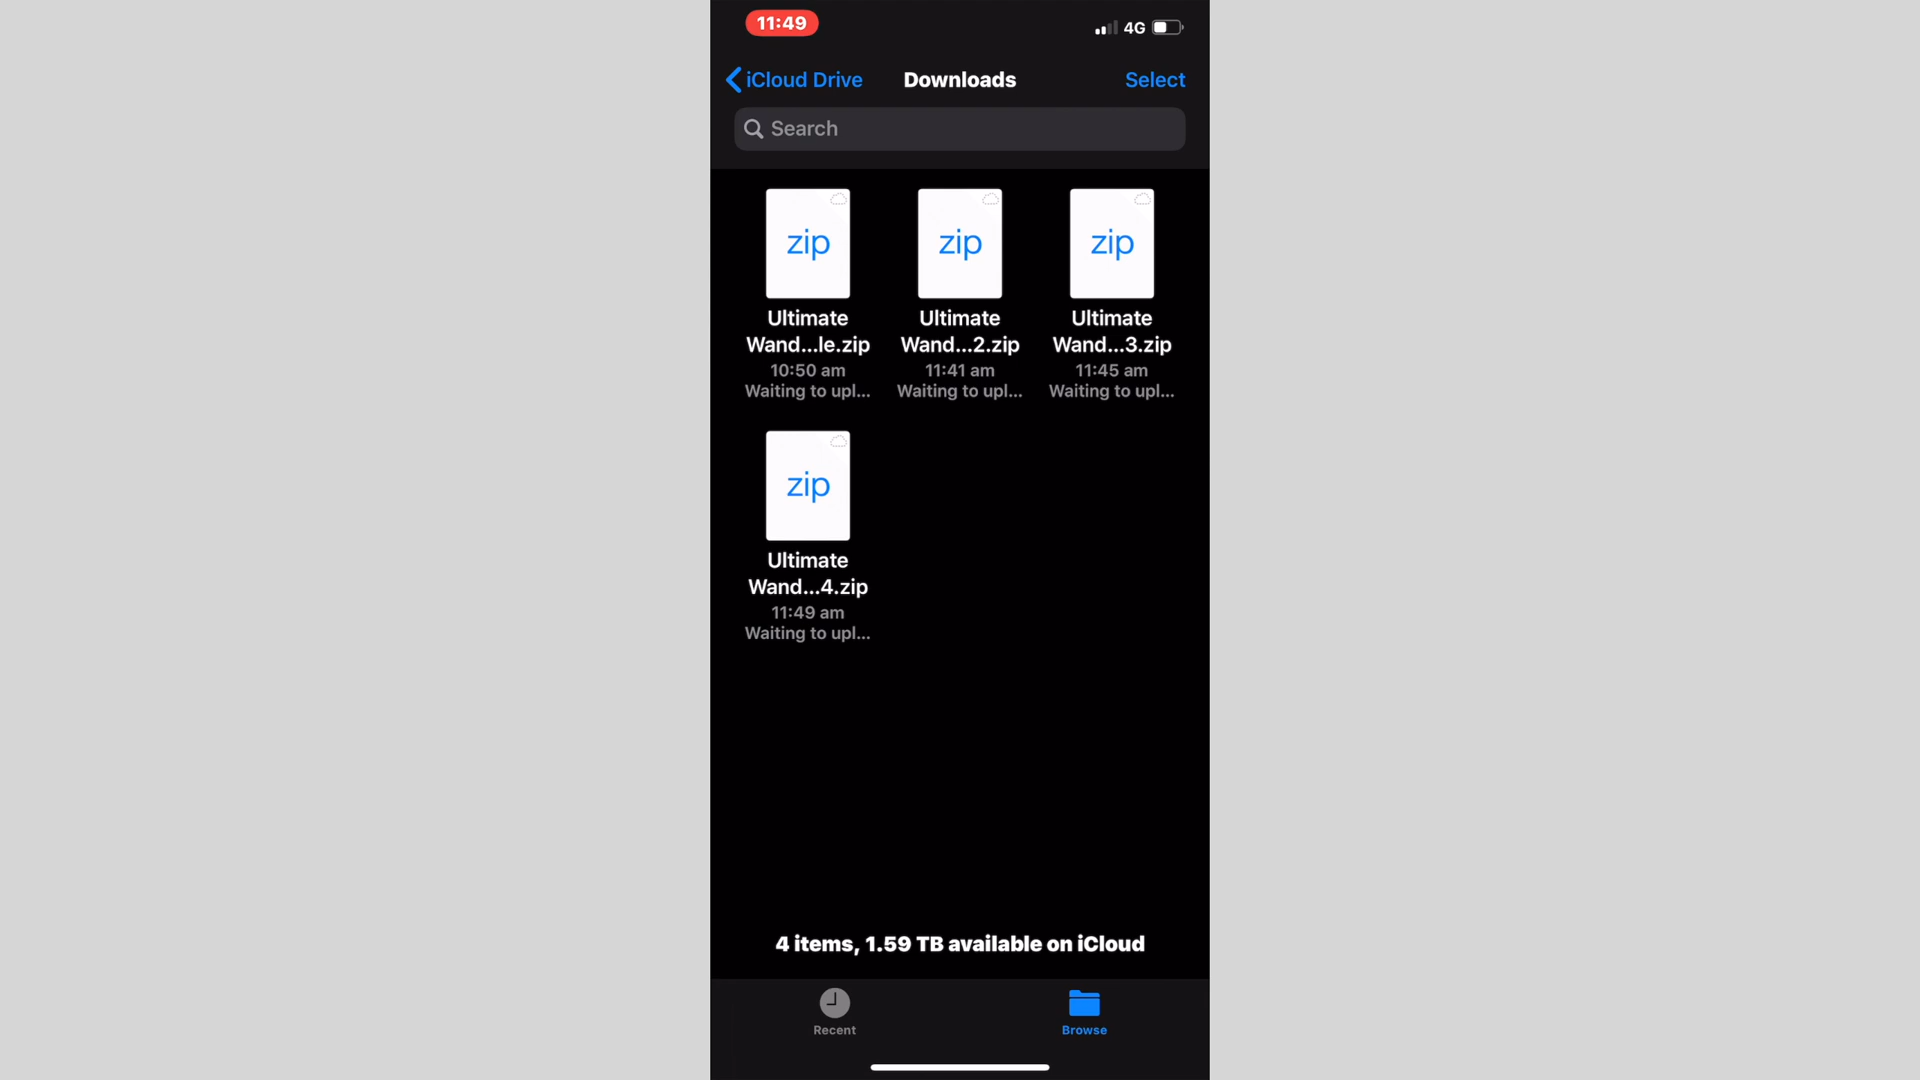 11:49
4G
iCloud Drive
Downloads
Select
Search
zip
zip
zip
Ultimate
Wand...le.zip
10:50 am
Waiting to upl...
Ultimate
Wand...2.zip
11:41 am
Waiting to upl...
Ultimate
Wand...3.zip
11:45 am
Waiting to upl...
zip
Ultimate
Wand...4.zip
11:49 am
Waiting to upl...
4 items, 1.59 TB available on iCloud
Recent
Browse